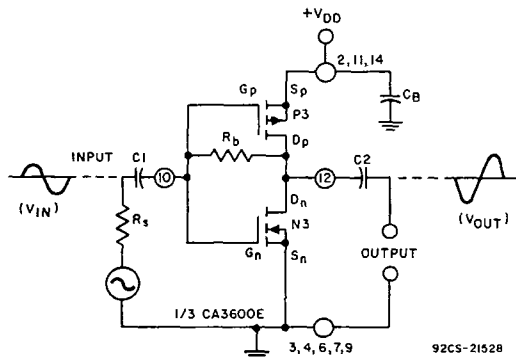 +VDD
2, 11, 14
Gp
Sp
P3
CB
Dp
Rb
INPUT
C1
10
12
C2
(VIN)
Dn
N3
(VOUT)
Rs
Gn
Sn
OUTPUT
1/3 CA3600E
3, 4, 6, 7, 9
92CS-21528